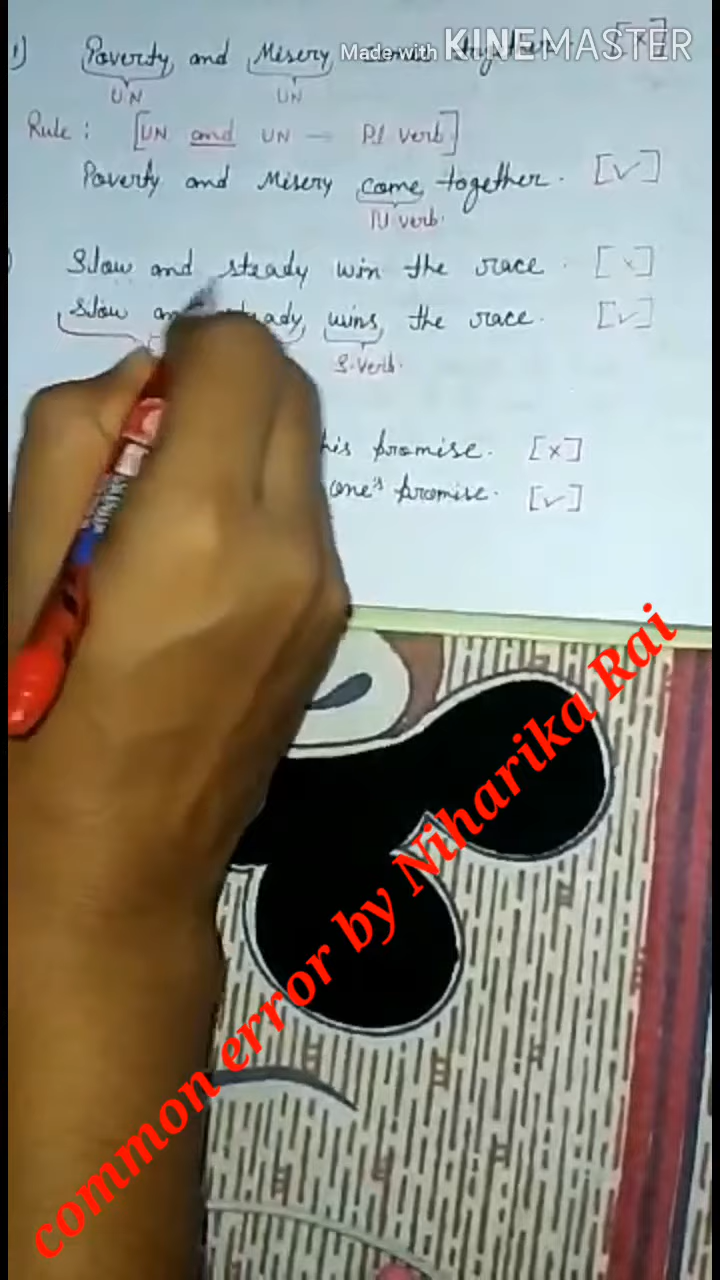 1) Poverty and Misery together [×]
Made with KINEMASTER
UN UN
Rule : [UN and UN — Pl verb]
Poverty and Misery come together. [✓]
Pl verb.
) Slow and steady win the race. [×]
Slow steady, wins, the race. [✓]
S. verb.
his promise. [×]
one's promise. [✓]
common error by Niharika Rai